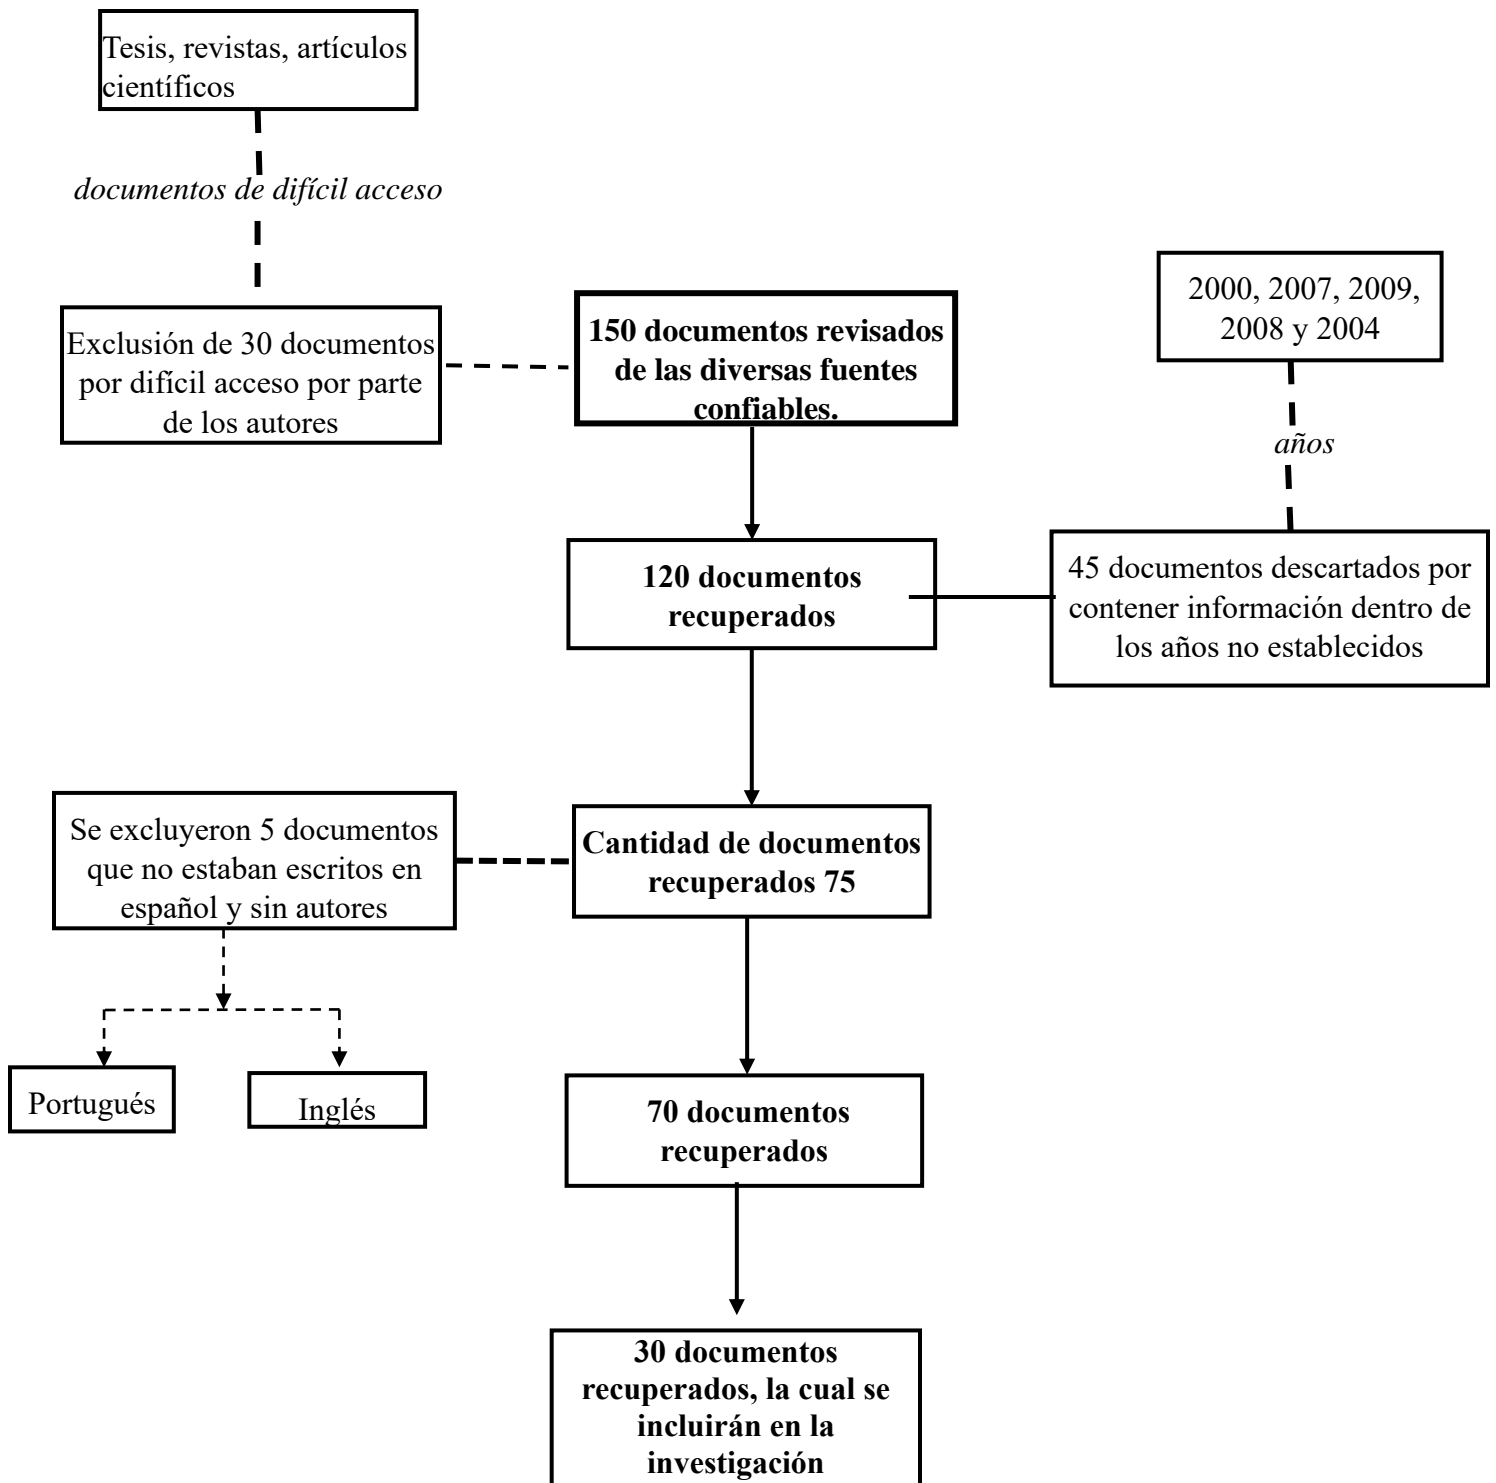 Tesis, revistas, artículos
científicos
documentos de difícil acceso
Exclusión de 30 documentos
por difícil acceso por parte
de los autores
150 documentos revisados
de las diversas fuentes
confiables.
2000, 2007, 2009,
2008 y 2004
años
120 documentos
recuperados
45 documentos descartados por
contener información dentro de
los años no establecidos
Se excluyeron 5 documentos
que no estaban escritos en
español y sin autores
Cantidad de documentos
recuperados 75
Portugués
Inglés
70 documentos
recuperados
30 documentos
recuperados, la cual se
incluirán en la
investigación